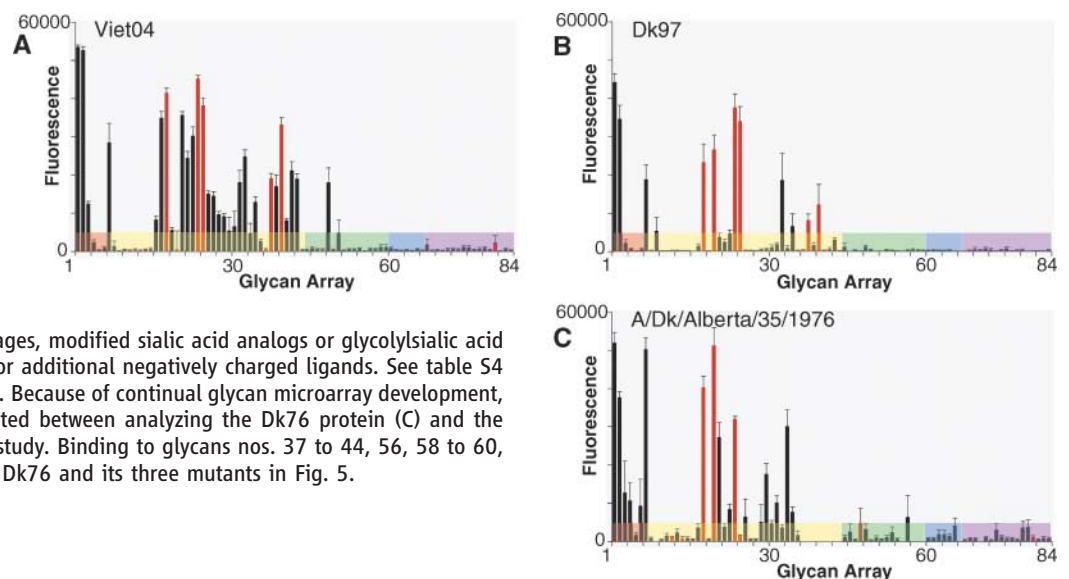 60000
A
Viet04
Fluorescence
0
1
30
60
84
Glycan Array
60000
B
Dk97
Fluorescence
0
1
30
60
84
Glycan Array
ages, modified sialic acid analogs or glycolylsialic acid
or additional negatively charged ligands. See table S4
. Because of continual glycan microarray development,
ted between analyzing the Dk76 protein (C) and the
study. Binding to glycans nos. 37 to 44, 56, 58 to 60,
Dk76 and its three mutants in Fig. 5.
60000
C
A/Dk/Alberta/35/1976
Fluorescence
0
1
30
60
84
Glycan Array